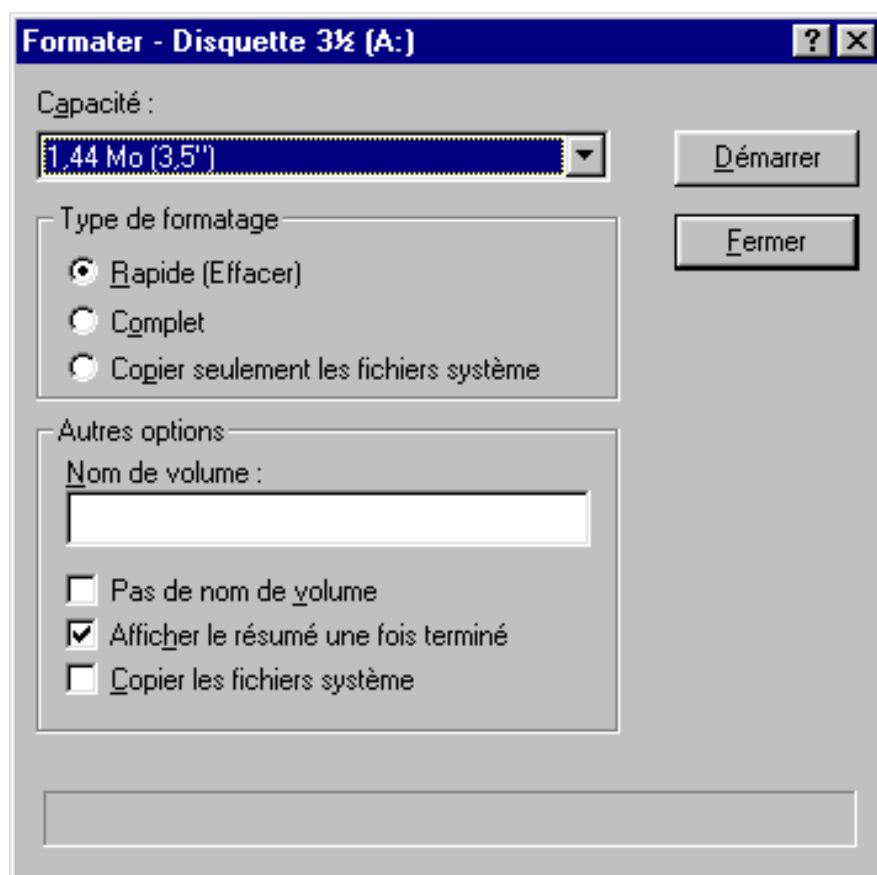 Formater - Disquette 3½ (A:)
Capacité :
1,44 Mo (3,5")
Démarrer
Type de formatage
Fermer
Rapide (Effacer)
Complet
Copier seulement les fichiers système
Autres options
Nom de volume :
Pas de nom de volume
Afficher le résumé une fois terminé
Copier les fichiers système